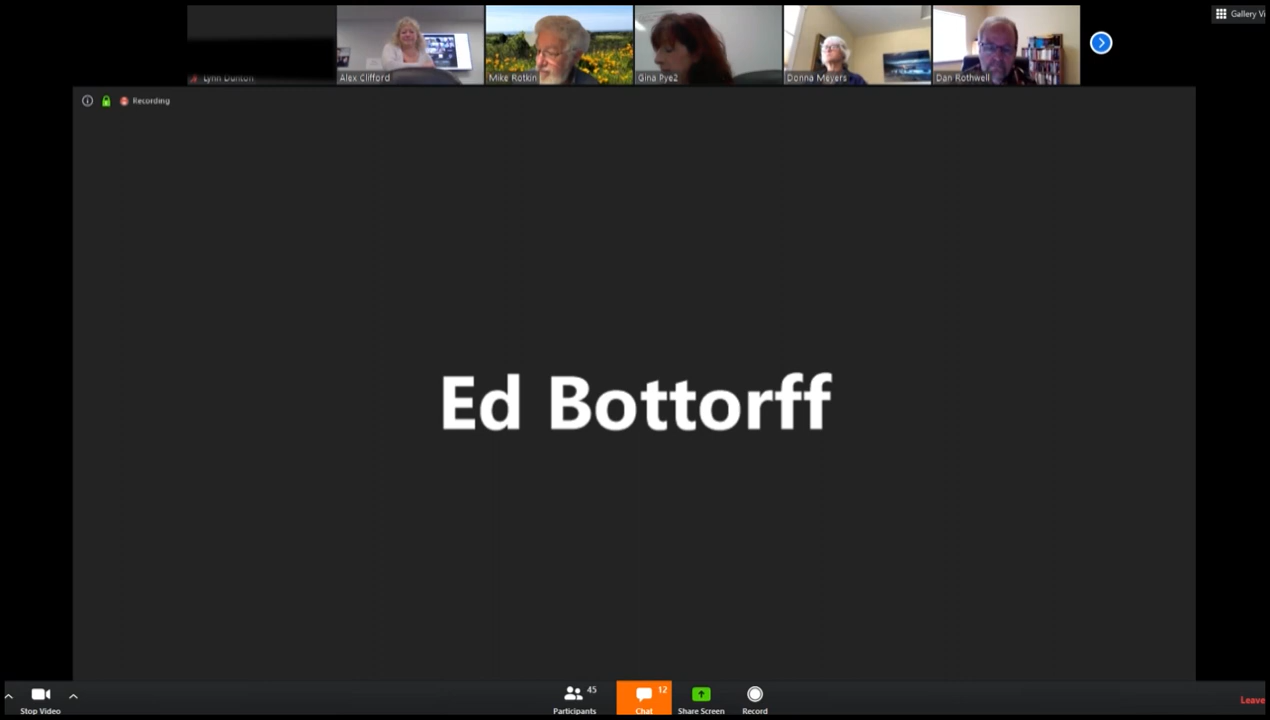 Gallery Vi
Lynn Dunton
Alex Clifford
Mike Rotkin
Gina Pye2
Donna Meyers
Dan Rothwell
Recording
Ed Bottorff
45
12
Stop Video
Participants
Chat
Share Screen
Record
Leave